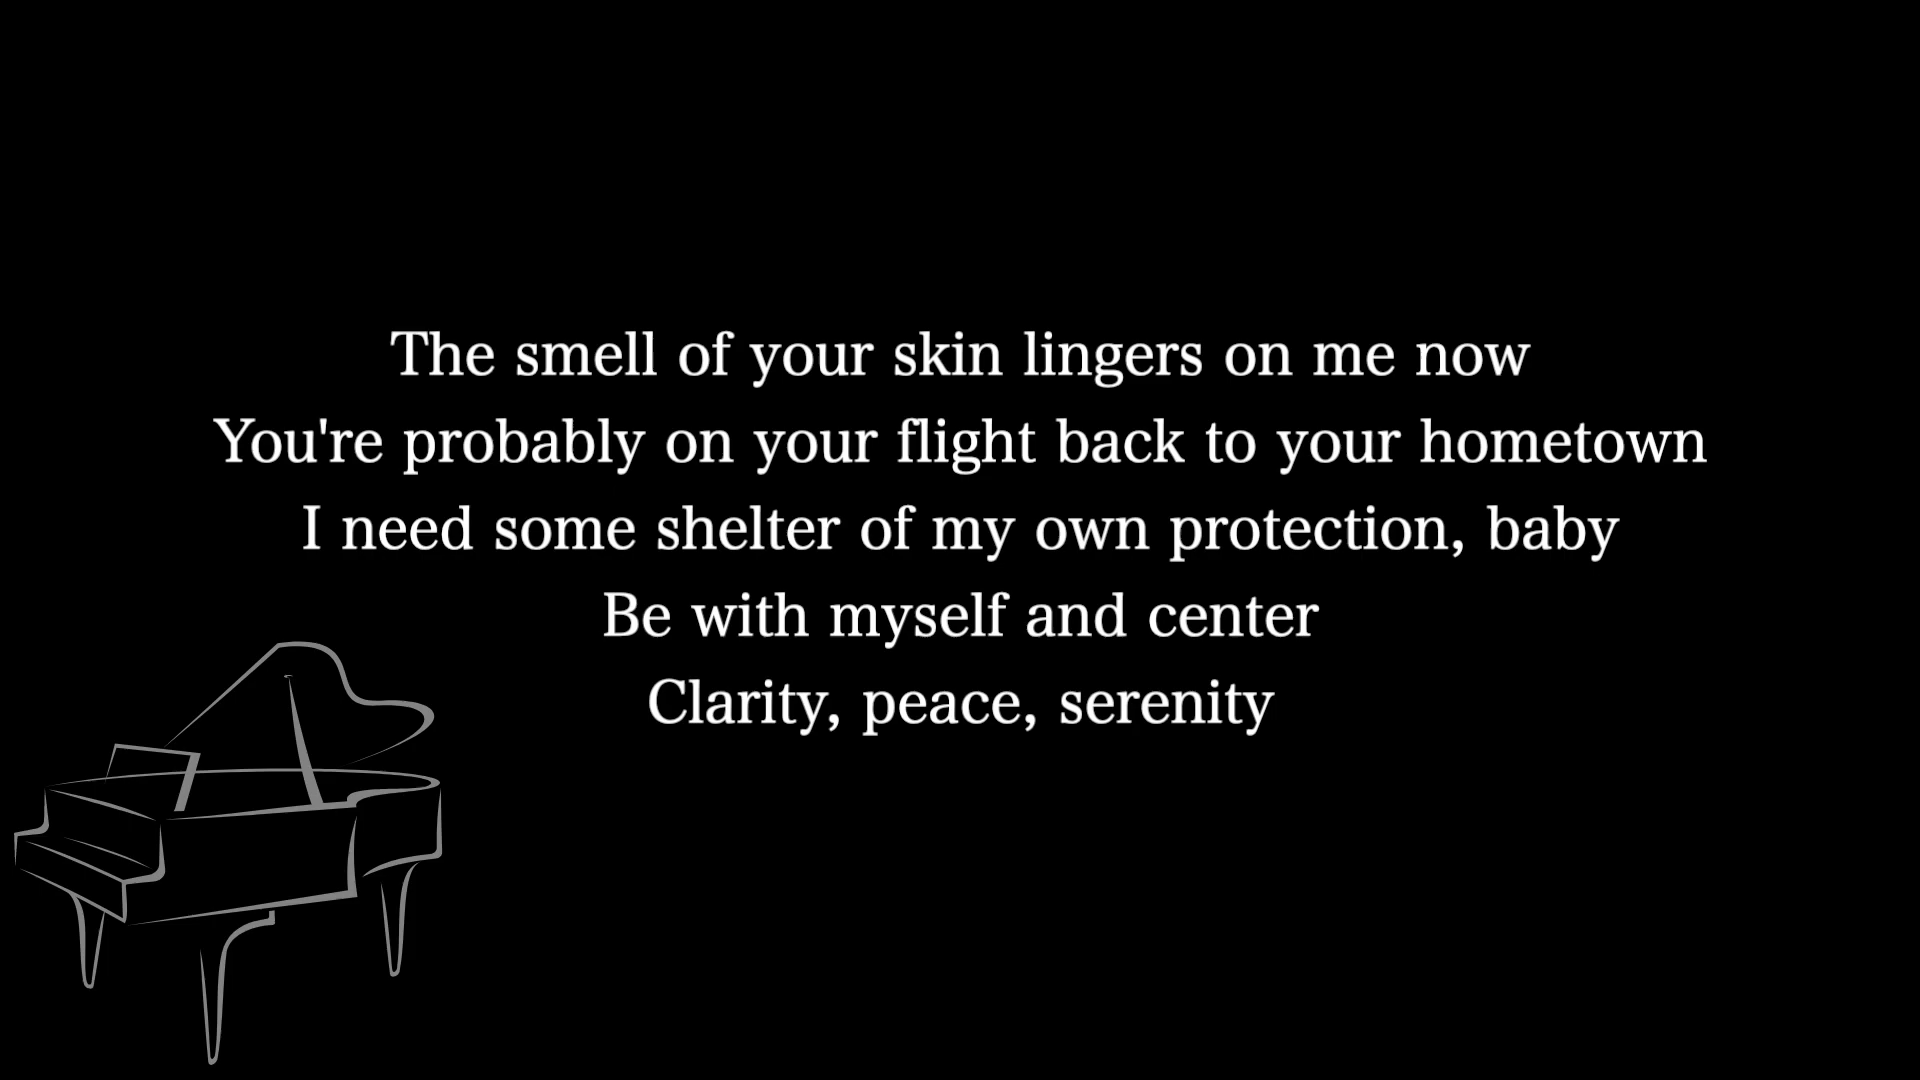 The smell of your skin lingers on me now
You're probably on your flight back to your hometown
I need some shelter of my own protection, baby
Be with myself and center
Clarity, peace, serenity